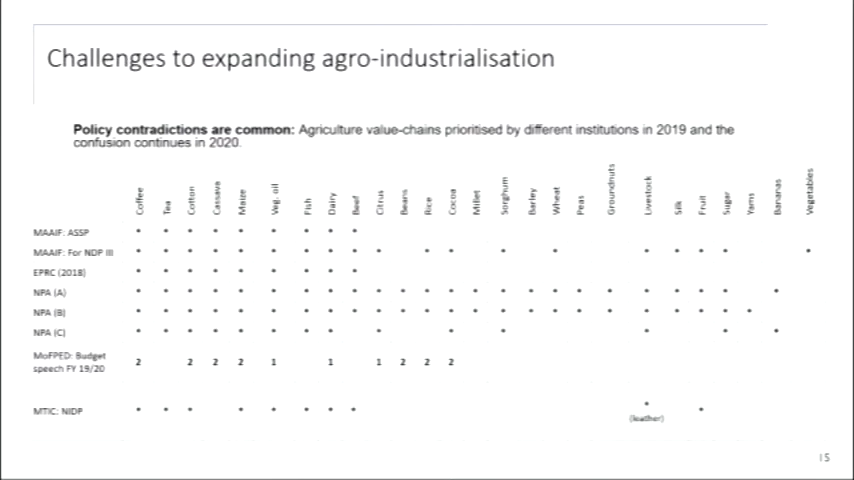 Challenges to expanding agro-industrialisation
Policy contradictions are common: Agriculture value-chains prioritised by different institutions in 2019 and the
confusion continues in 2020.
Coffee Tea Cotton Cassava Maize Veg. oil Fish Dairy Beef Citrus Beans Rice Cocoa Millet Sorghum Barley Wheat Peas Groundnuts Livestock Silk Fruit Sugar Yams Bananas Vegetables
MAAIF: ASSP • • • • • • • • •
MAAIF: For NDP III • • • • • • • • • • • • • • • • • • •
EPRC (2018) • • • • • • • • •
NPA (A) • • • • • • • • • • • • • • • • • • • • • • • •
NPA (B) • • • • • • • • • • • • • • • • • • • • • • • •
NPA (C) • • • • • • • • • • • • • •
MoFPED: Budget
speech FY 19/20 2 2 2 2 1 1 1 2 2 2
MTIC: NIDP • • • • • • • • • •
(leather)
15